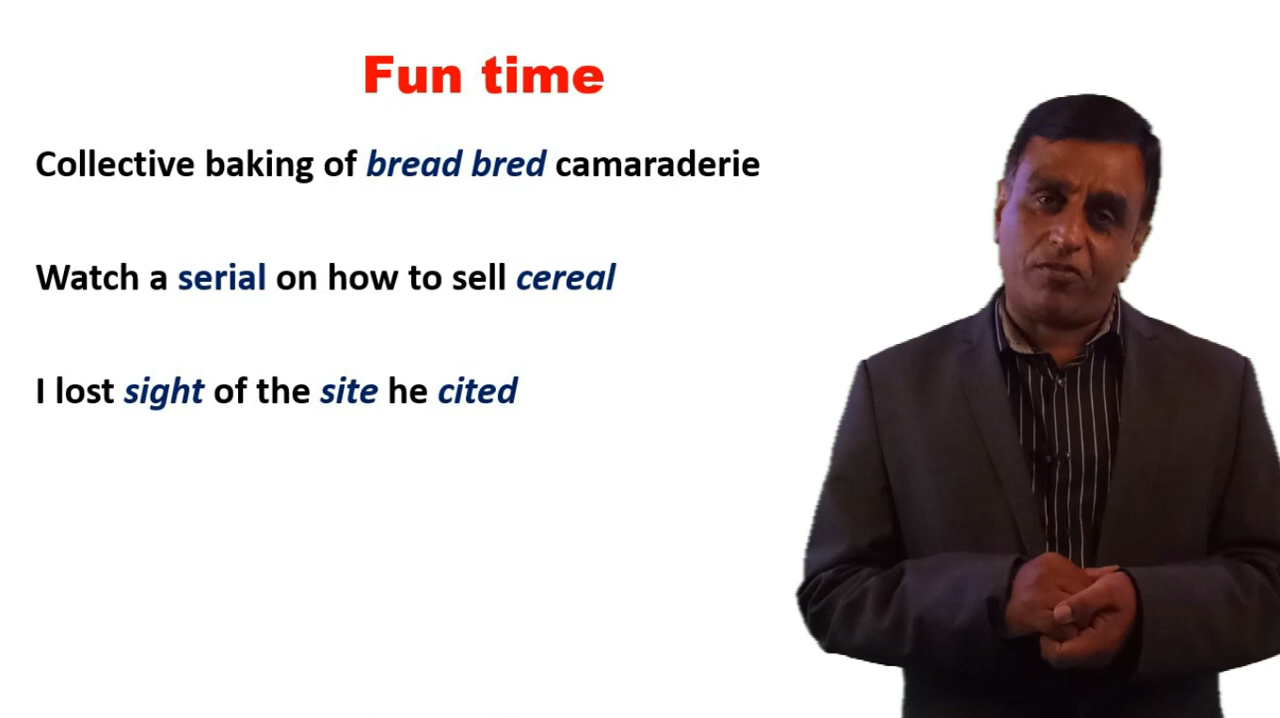 Fun time
Collective baking of bread bred camaraderie
Watch a serial on how to sell cereal
I lost sight of the site he cited